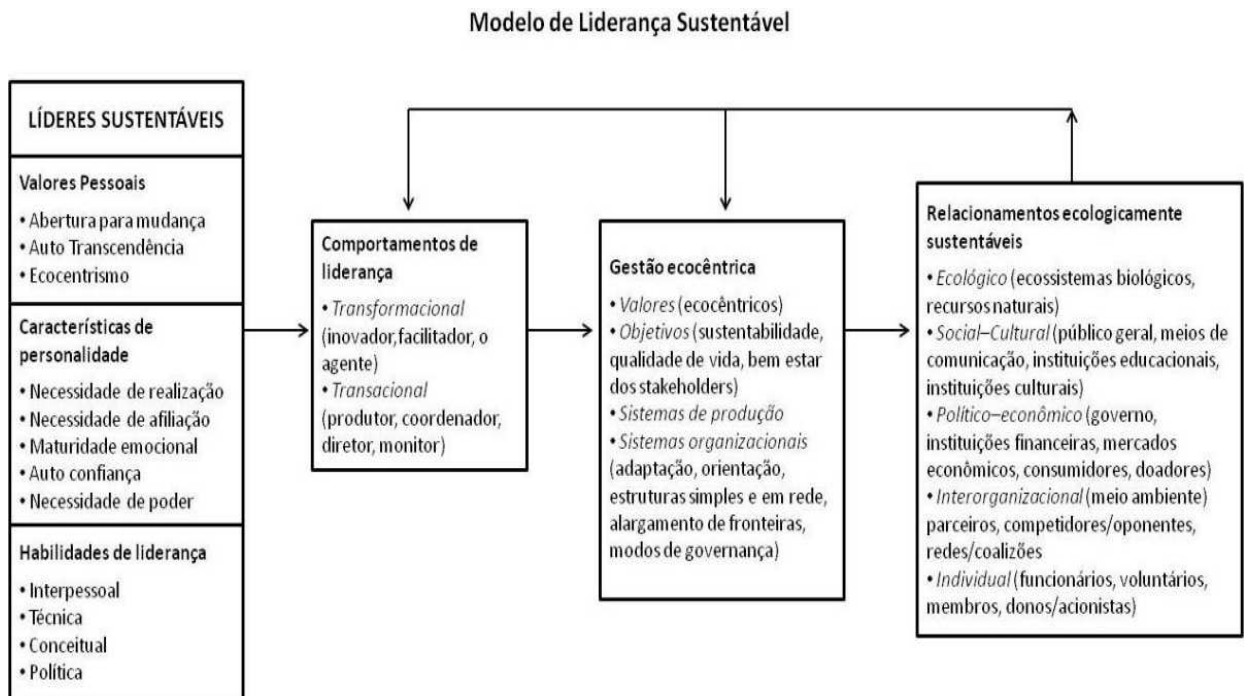 Modelo de Liderança Sustentável
LÍDERES SUSTENTÁVEIS
Valores Pessoais
• Abertura para mudança
• Auto Transcendência
• Ecocentrismo
Características de
personalidade
• Necessidade de realização
• Necessidade de afiliação
• Maturidade emocional
• Auto confiança
• Necessidade de poder
Habilidades de liderança
• Interpessoal
• Técnica
• Conceitual
• Política
Comportamentos de
liderança
• Transformacional
(inovador,facilitador, o
agente)
• Transacional
(produtor, coordenador,
diretor, monitor)
Gestão ecocêntrica
• Valores (ecocêntricos)
• Objetivos (sustentabilidade,
qualidade de vida, bem estar
dos stakeholders)
• Sistemas de produção
• Sistemas organizacionais
(adaptação, orientação,
estruturas simples e em rede,
alargamento de fronteiras,
modos de governança)
Relacionamentos ecologicamente
sustentáveis
• Ecológico (ecossistemas biológicos,
recursos naturais)
• Social–Cultural (público geral, meios de
comunicação, instituições educacionais,
instituições culturais)
• Político–econômico (governo,
instituições financeiras, mercados
econômicos, consumidores, doadores)
• Interorganizacional (meio ambiente)
parceiros, competidores/oponentes,
redes/coalizões
• Individual (funcionários, voluntários,
membros, donos/acionistas)